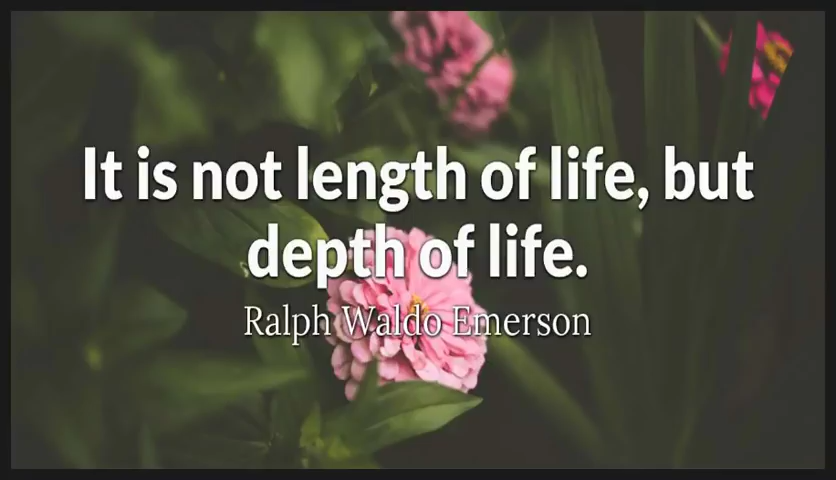 It is not length of life, but
depth of life.
Ralph Waldo Emerson